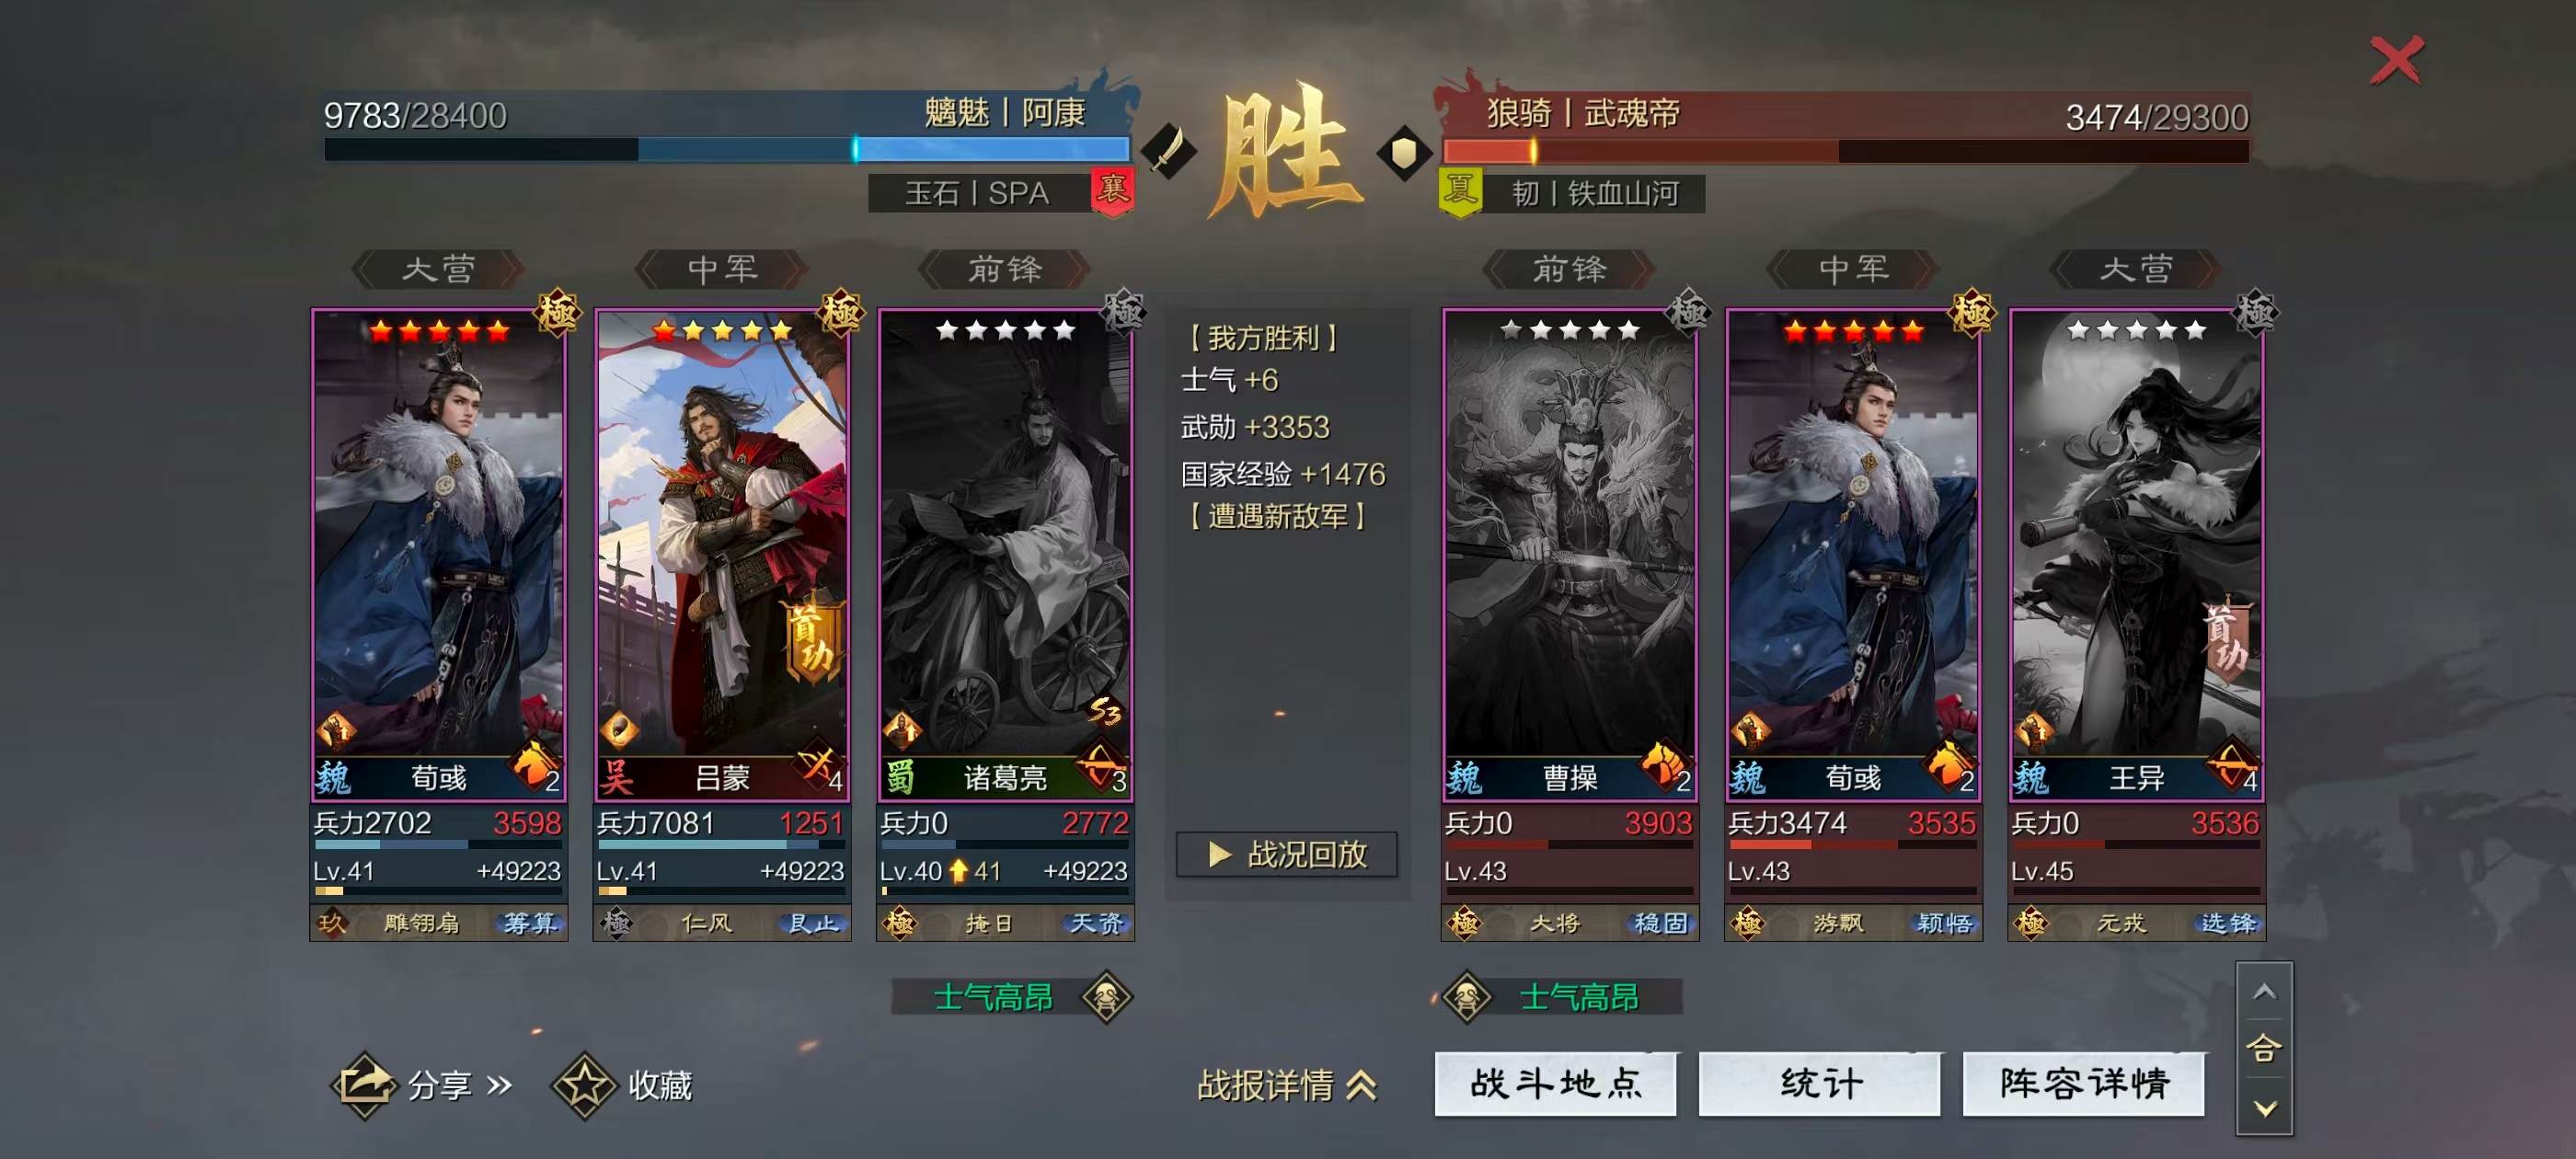 9783/28400
魑魅丨阿康
胜
狼骑丨武魂帝
3474/29300
玉石丨SPA
襄
夏
韧丨铁血山河
大营
中军
前锋
前锋
中军
大营
極
極
極
極
極
極
【我方胜利】
士气+6
武勋+3353
国家经验+1476
【遭遇新敌军】
首功
首功
S3
魏 荀彧 2
吴 吕蒙 4
蜀 诸葛亮 3
魏 曹操 2
魏 荀彧 2
魏 王异 4
兵力2702 3598
兵力7081 1251
兵力0 2772
兵力0 3903
兵力3474 3535
兵力0 3536
战况回放
Lv.41 +49223
Lv.41 +49223
Lv.40 41 +49223
Lv.43
Lv.43
Lv.45
玖 雕翎扇 筹算
極 仁风 艮止
極 掩日 天资
極 大将 稳固
極 游飘 颖悟
極 元戎 选锋
士气高昂
士气高昂
分享
收藏
战报详情
战斗地点
统计
阵容详情
合